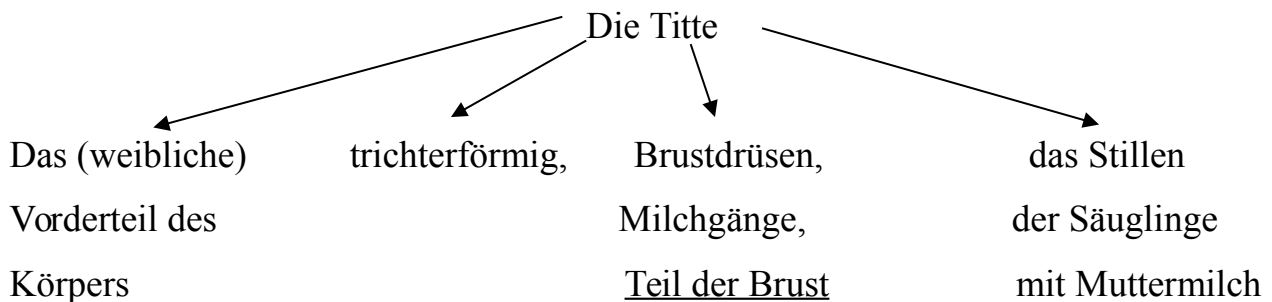 Die Titte
Das (weibliche) trichterförmig, Brustdrüsen, das Stillen
Vorderteil des Milchgänge, der Säuglinge
Körpers Teil der Brust mit Muttermilch